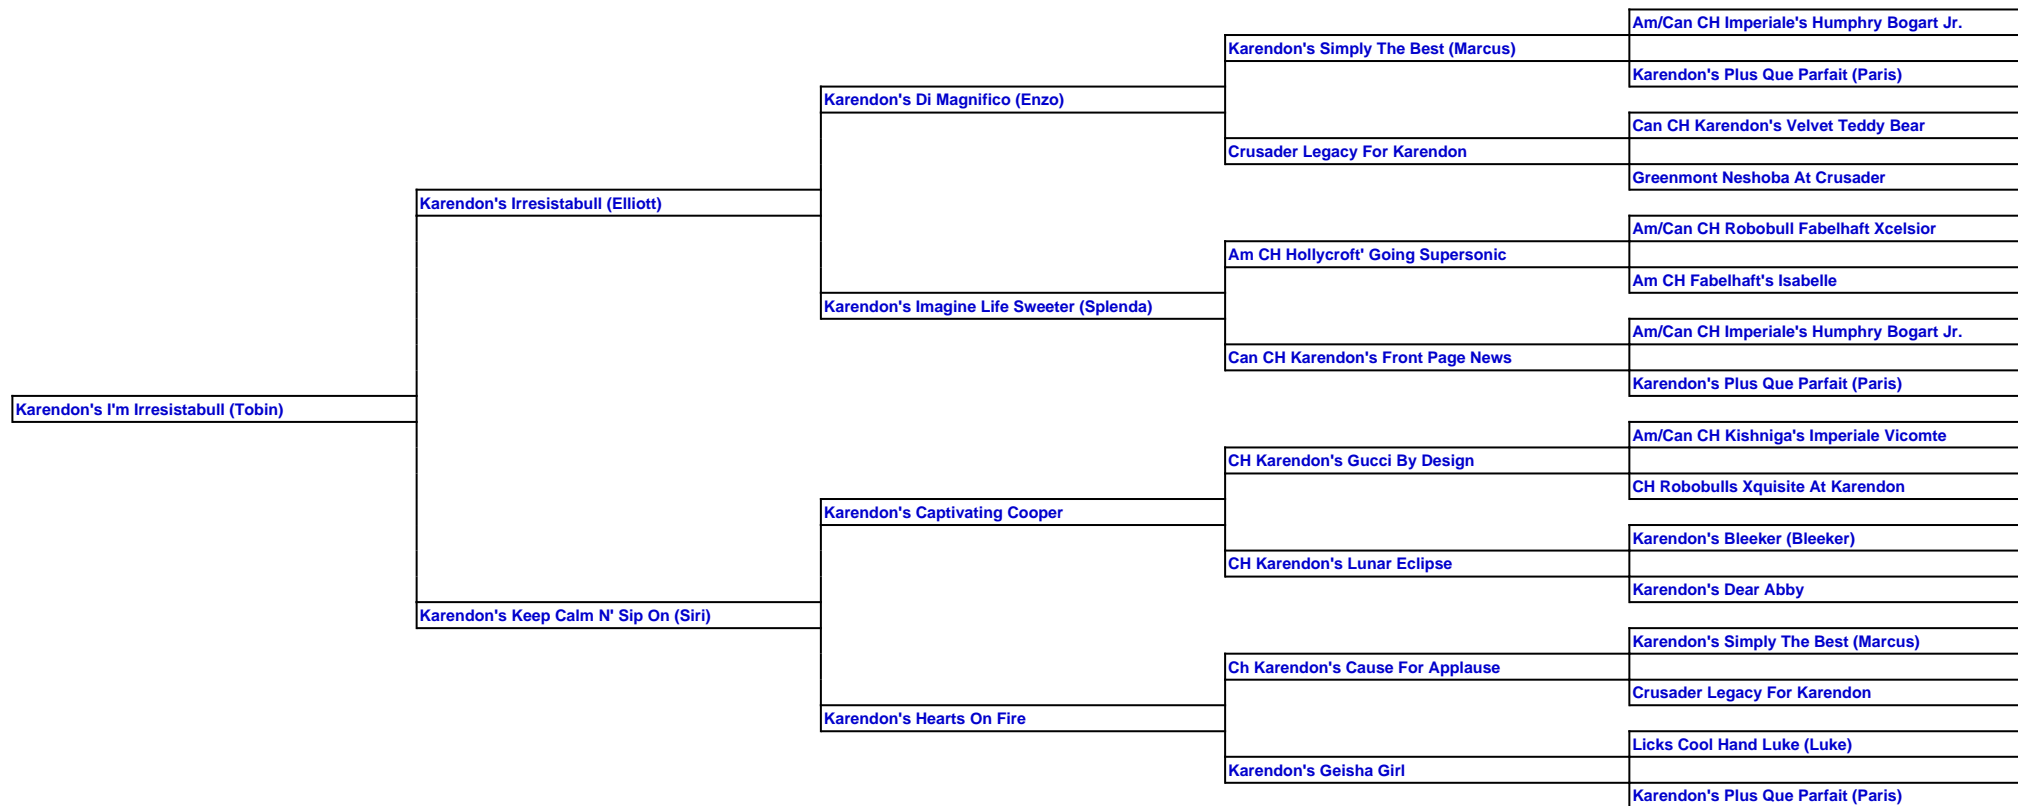 Am/Can CH Imperiale's Humphry Bogart Jr.
Karendon's Simply The Best (Marcus)
Karendon's Plus Que Parfait (Paris)
Karendon's Di Magnifico (Enzo)
Can CH Karendon's Velvet Teddy Bear
Crusader Legacy For Karendon
Greenmont Neshoba At Crusader
Karendon's Irresistabull (Elliott)
Am/Can CH Robobull Fabelhaft Xcelsior
Am CH Hollycroft' Going Supersonic
Am CH Fabelhaft's Isabelle
Karendon's Imagine Life Sweeter (Splenda)
Am/Can CH Imperiale's Humphry Bogart Jr.
Can CH Karendon's Front Page News
Karendon's Plus Que Parfait (Paris)
Karendon's I'm Irresistabull (Tobin)
Am/Can CH Kishniga's Imperiale Vicomte
CH Karendon's Gucci By Design
CH Robobulls Xquisite At Karendon
Karendon's Captivating Cooper
Karendon's Bleeker (Bleeker)
CH Karendon's Lunar Eclipse
Karendon's Dear Abby
Karendon's Keep Calm N' Sip On (Siri)
Karendon's Simply The Best (Marcus)
Ch Karendon's Cause For Applause
Crusader Legacy For Karendon
Karendon's Hearts On Fire
Licks Cool Hand Luke (Luke)
Karendon's Geisha Girl
Karendon's Plus Que Parfait (Paris)